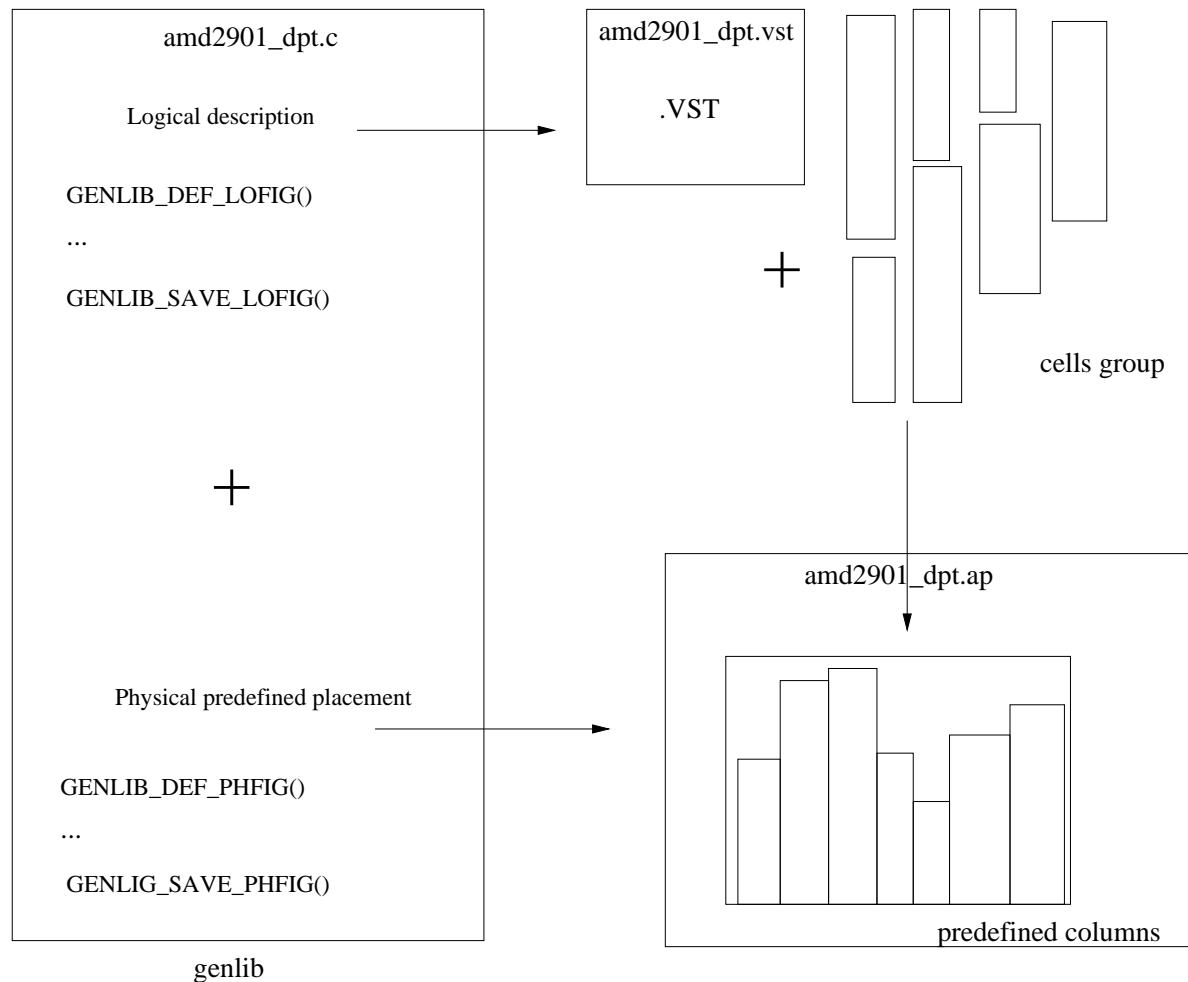 amd2901_dpt.c
Logical description
GENLIB_DEF_LOFIG()
...
GENLIB_SAVE_LOFIG()
+
Physical predefined placement
GENLIB_DEF_PHFIG()
...
GENLIG_SAVE_PHFIG()
genlib
amd2901_dpt.vst
.VST
+
cells group
amd2901_dpt.ap
predefined columns